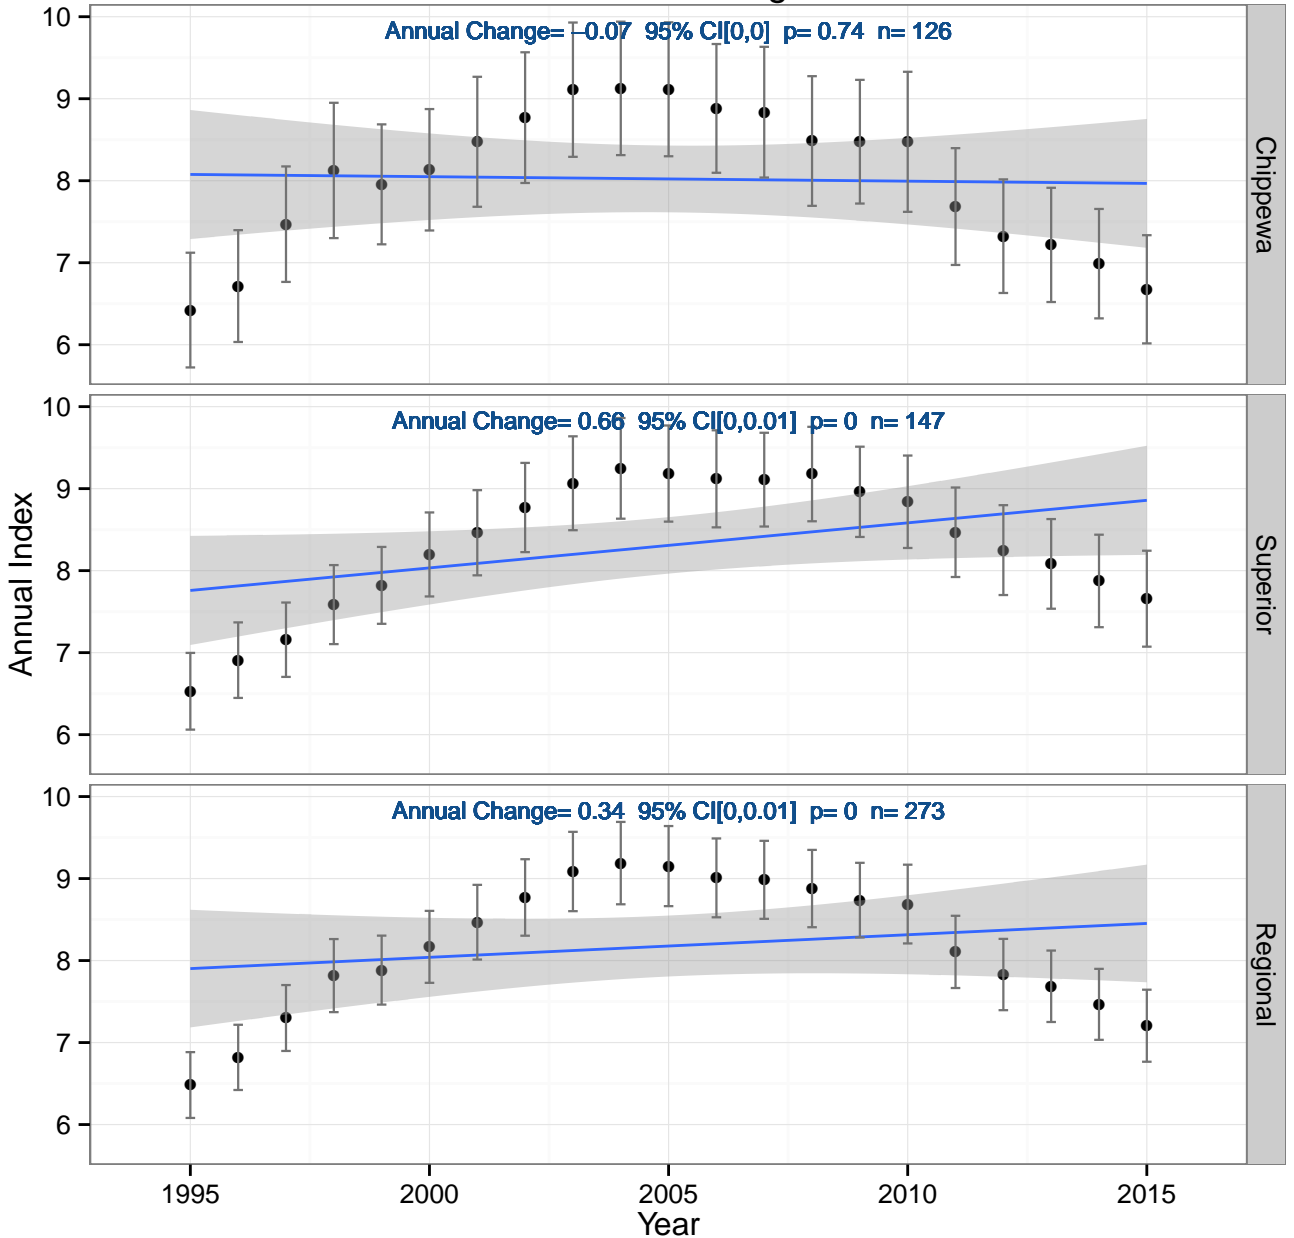 Annual Change= −0.07 95% CI[0,0] p= 0.74 n= 126
10
9
8
7
6
Chippewa
Annual Change= 0.66 95% CI[0,0.01] p= 0 n= 147
10
9
8
7
6
Superior
Annual Index
Annual Change= 0.34 95% CI[0,0.01] p= 0 n= 273
10
9
8
7
6
Regional
1995 2000 2005 2010 2015
Year